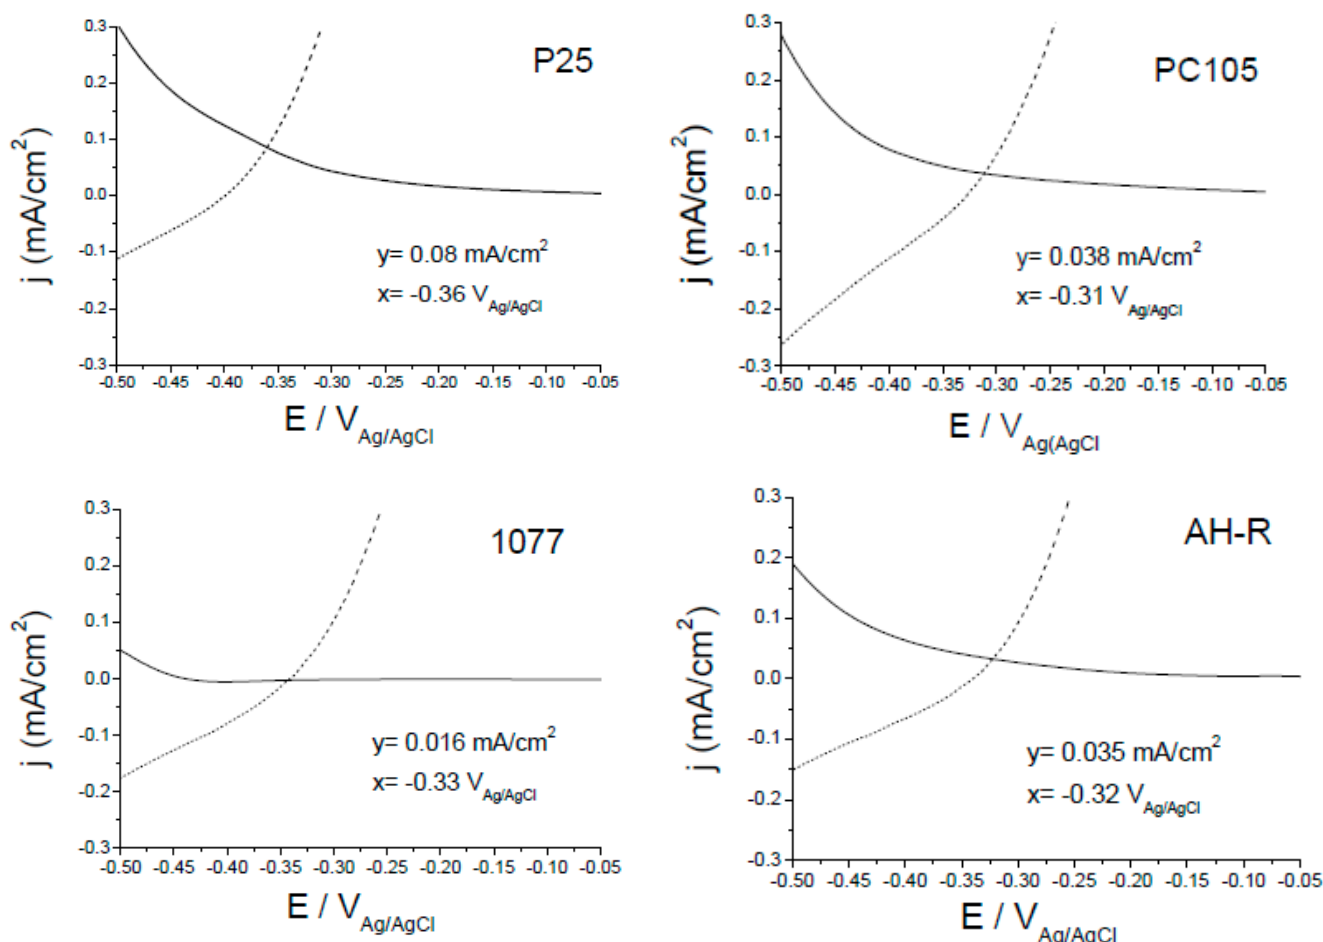 P25
j (mA/cm²)
0.3
0.2
0.1
0.0
-0.1
-0.2
-0.3
-0.50 -0.45 -0.40 -0.35 -0.30 -0.25 -0.20 -0.15 -0.10 -0.05
y= 0.08 mA/cm²
x= -0.36 V Ag/AgCl
E / V Ag/AgCl
PC105
j (mA/cm²)
0.3
0.2
0.1
0.0
-0.1
-0.2
-0.3
-0.50 -0.45 -0.40 -0.35 -0.30 -0.25 -0.20 -0.15 -0.10 -0.05
y= 0.038 mA/cm²
x= -0.31 V Ag/AgCl
E / V Ag(AgCl
1077
j (mA/cm²)
0.3
0.2
0.1
0.0
-0.1
-0.2
-0.3
-0.50 -0.45 -0.40 -0.35 -0.30 -0.25 -0.20 -0.15 -0.10 -0.05
y= 0.016 mA/cm²
x= -0.33 V Ag/AgCl
E / V Ag/AgCl
AH-R
j (mA/cm²)
0.3
0.2
0.1
0.0
-0.1
-0.2
-0.3
-0.50 -0.45 -0.40 -0.35 -0.30 -0.25 -0.20 -0.15 -0.10 -0.05
y= 0.035 mA/cm²
x= -0.32 V Ag/AgCl
E / V Ag/AgCl